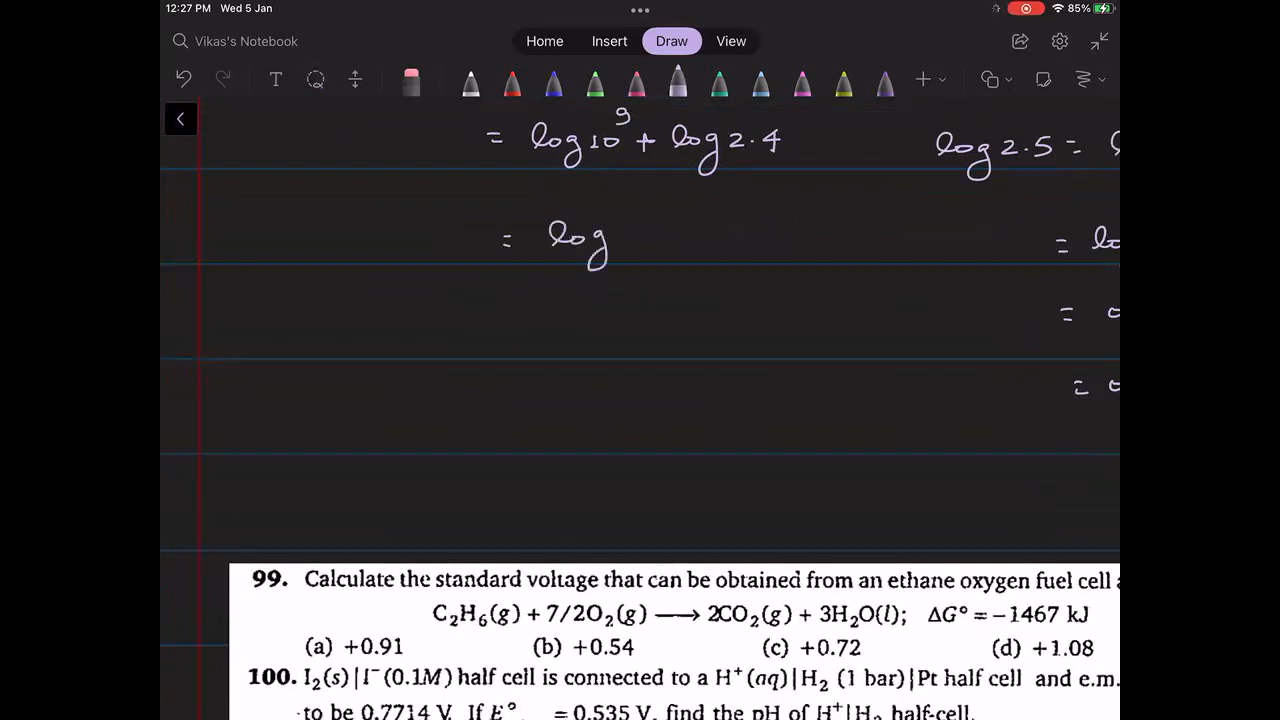 12:27 PM Wed 5 Jan
85%
Vikas's Notebook
Home Insert Draw View
= log 10⁹ + log 2.4
log 2.5 =
= log
=
=
=
99. Calculate the standard voltage that can be obtained from an ethane oxygen fuel cell
C₂H₆(g) + 7/2O₂(g) ⟶ 2CO₂(g) + 3H₂O(l); ΔG° = −1467 kJ
(a) +0.91 (b) +0.54 (c) +0.72 (d) +1.08
100. I₂(s)|I⁻(0.1M) half cell is connected to a H⁺(aq)|H₂ (1 bar)|Pt half cell and e.m.
to be 0.7714 V. If E° = 0.535 V, find the pH of H⁺|H₂ half-cell.